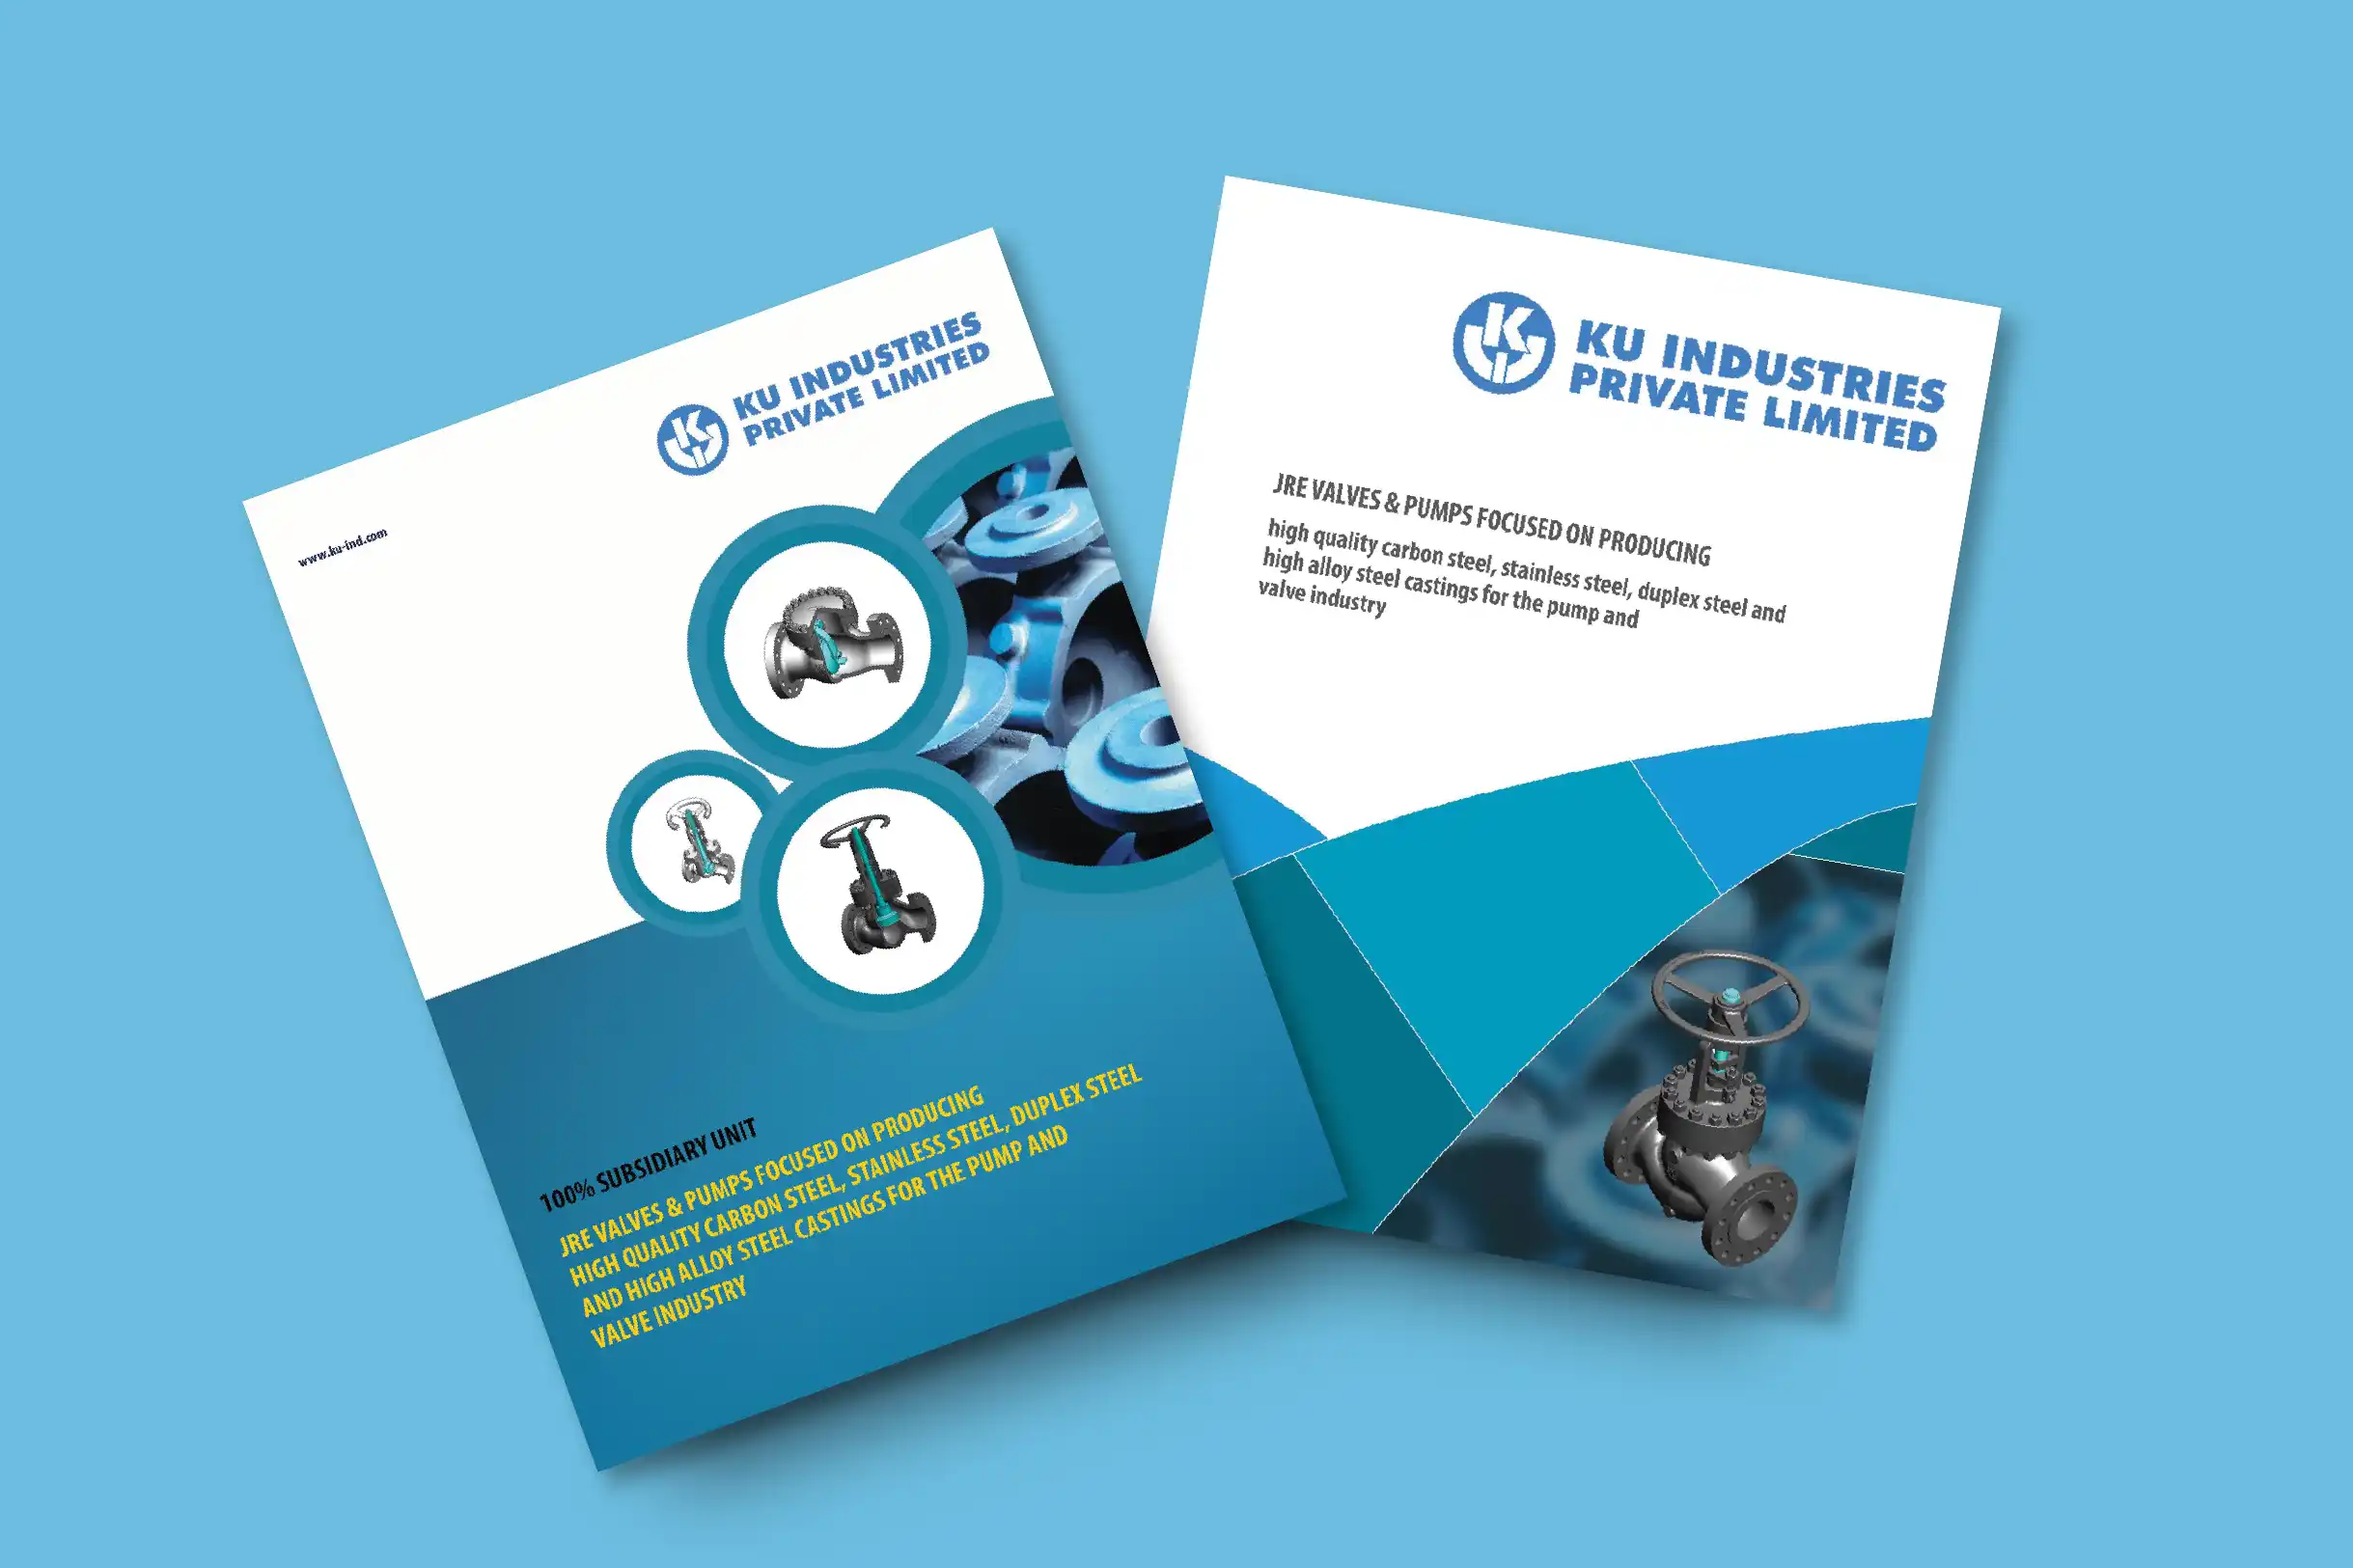 KU INDUSTRIES
PRIVATE LIMITED
www.ku-ind.com
100% SUBSIDIARY UNIT
JRE VALVES & PUMPS FOCUSED ON PRODUCING
HIGH QUALITY CARBON STEEL, STAINLESS STEEL, DUPLEX STEEL
AND HIGH ALLOY STEEL CASTINGS FOR THE PUMP AND
VALVE INDUSTRY
KU INDUSTRIES
PRIVATE LIMITED
JRE VALVES & PUMPS FOCUSED ON PRODUCING
high quality carbon steel, stainless steel, duplex steel and
high alloy steel castings for the pump and
valve industry